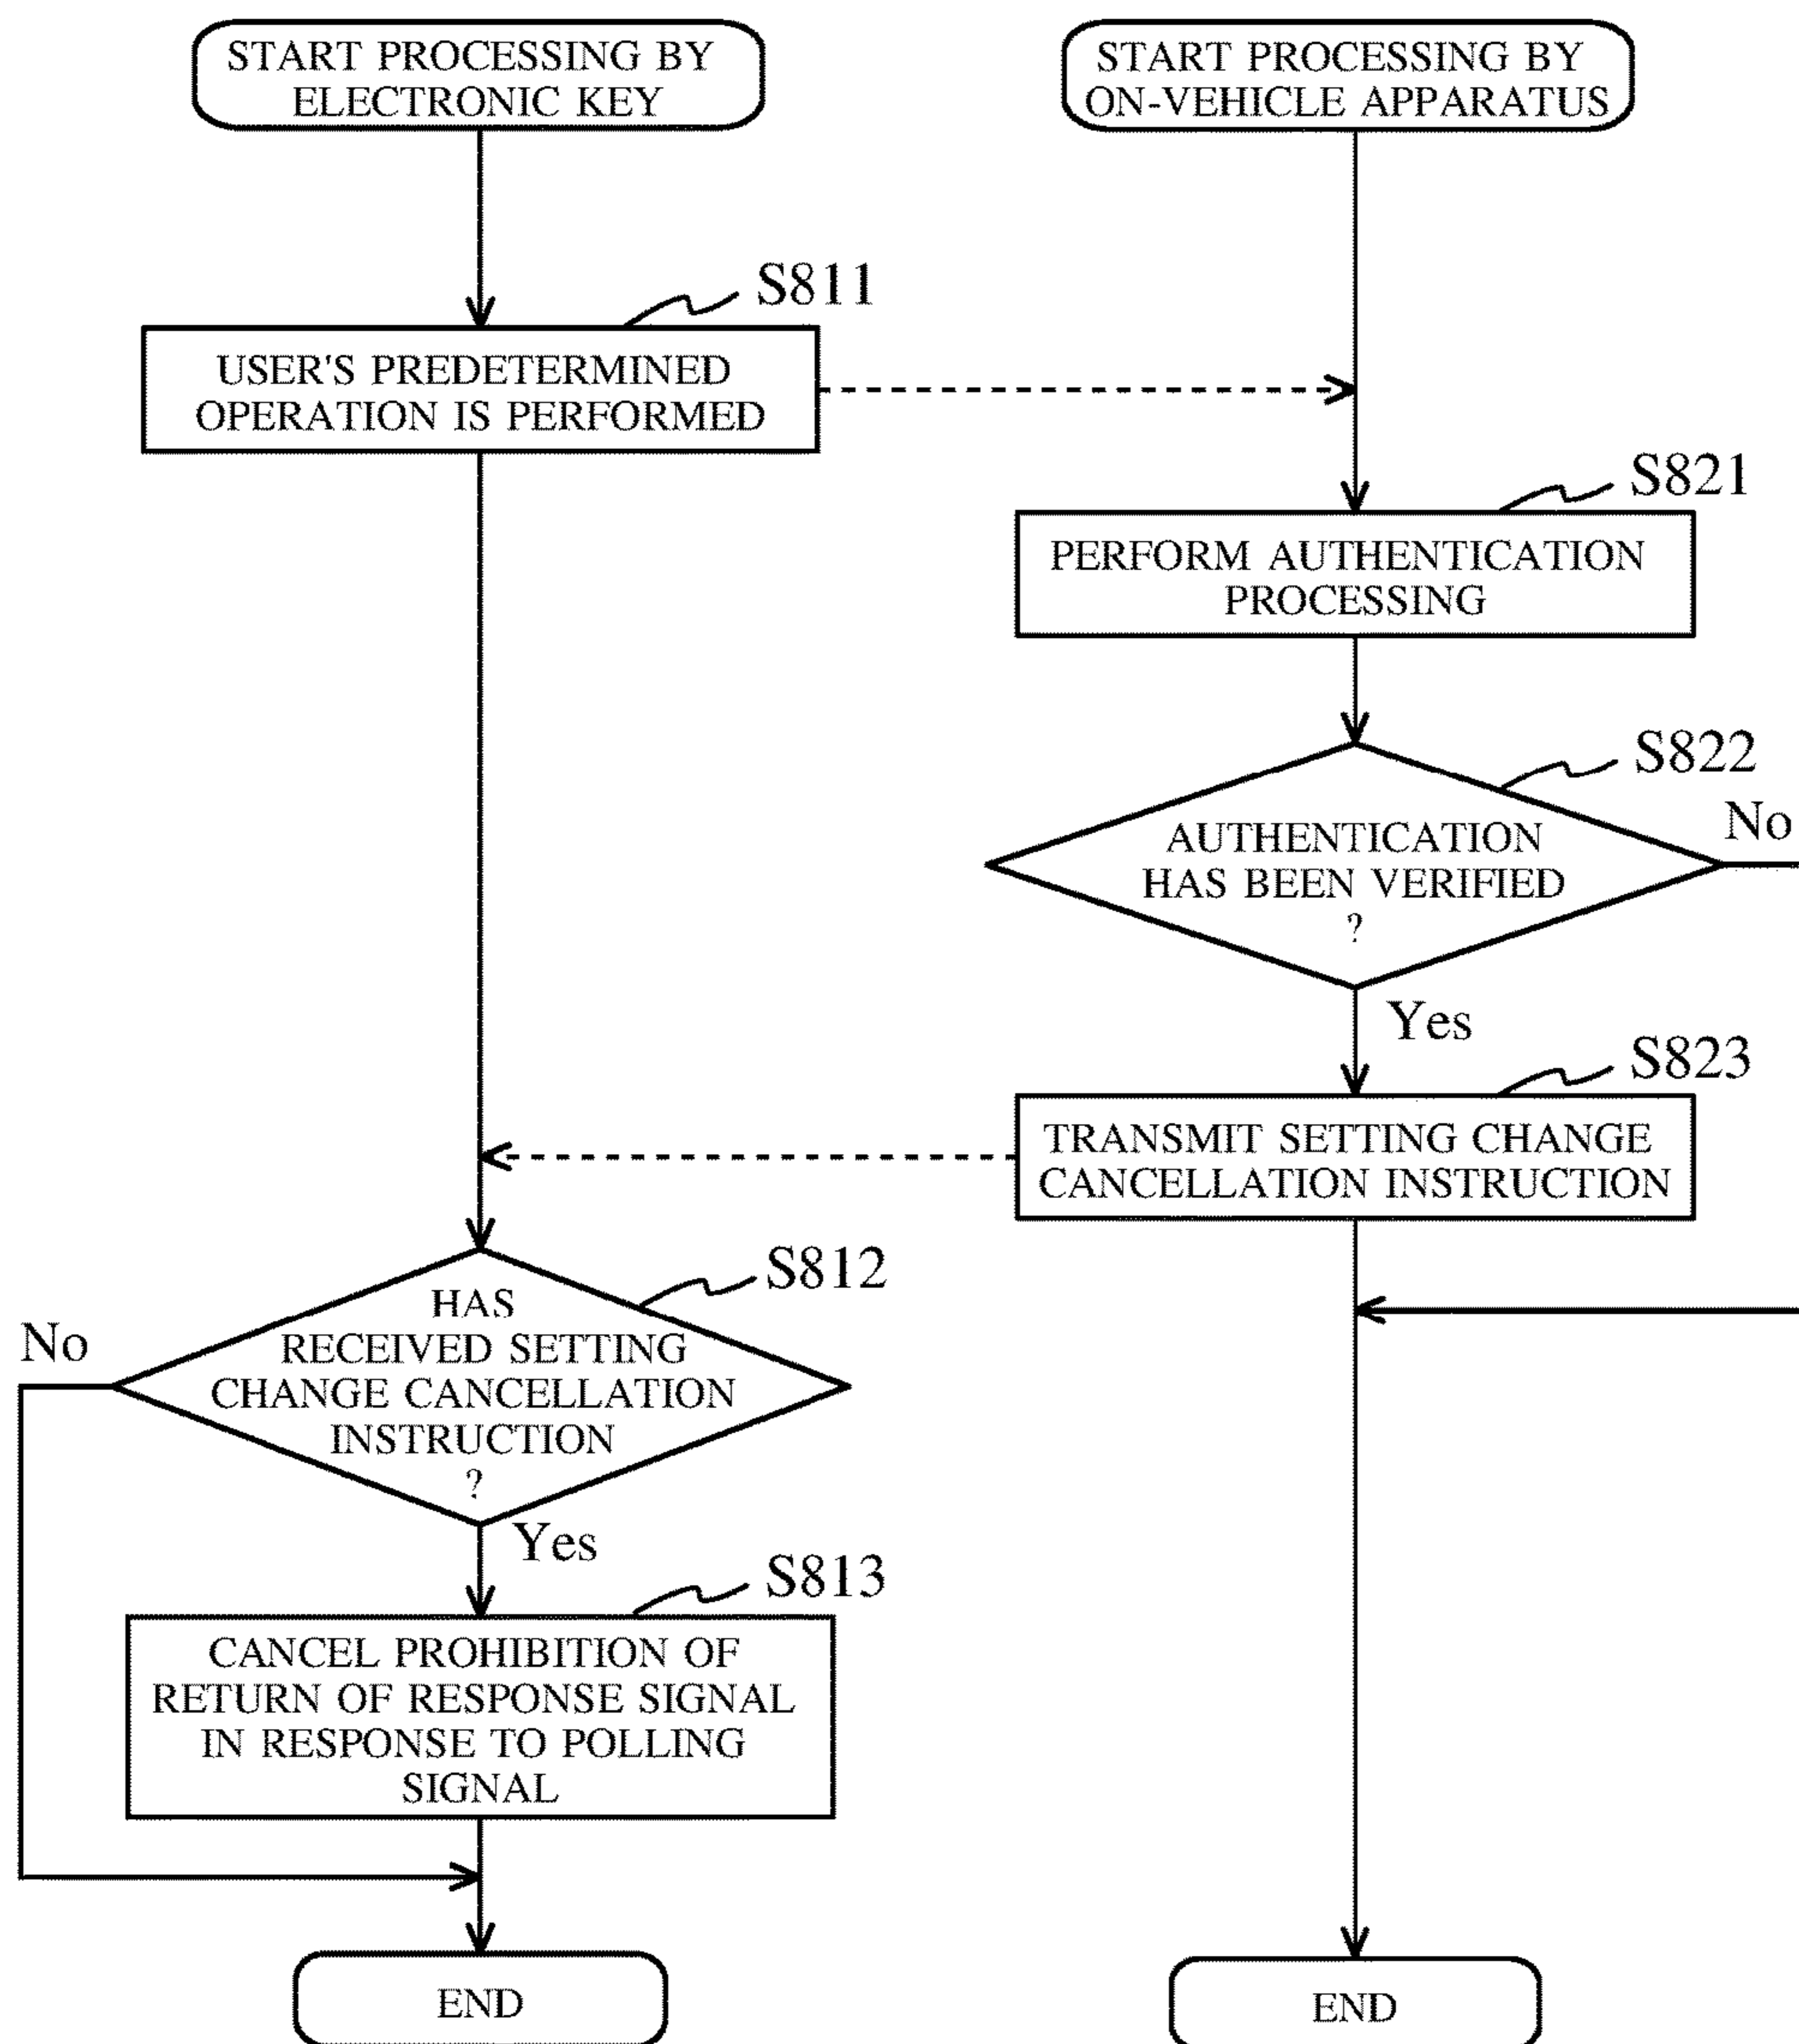 START PROCESSING BY
ELECTRONIC KEY
START PROCESSING BY
ON-VEHICLE APPARATUS
S811
USER'S PREDETERMINED
OPERATION IS PERFORMED
S821
PERFORM AUTHENTICATION
PROCESSING
S822
No
AUTHENTICATION
HAS BEEN VERIFIED
?
Yes
S823
TRANSMIT SETTING CHANGE
CANCELLATION INSTRUCTION
S812
No
HAS
RECEIVED SETTING
CHANGE CANCELLATION
INSTRUCTION
?
Yes
S813
CANCEL PROHIBITION OF
RETURN OF RESPONSE SIGNAL
IN RESPONSE TO POLLING
SIGNAL
END
END